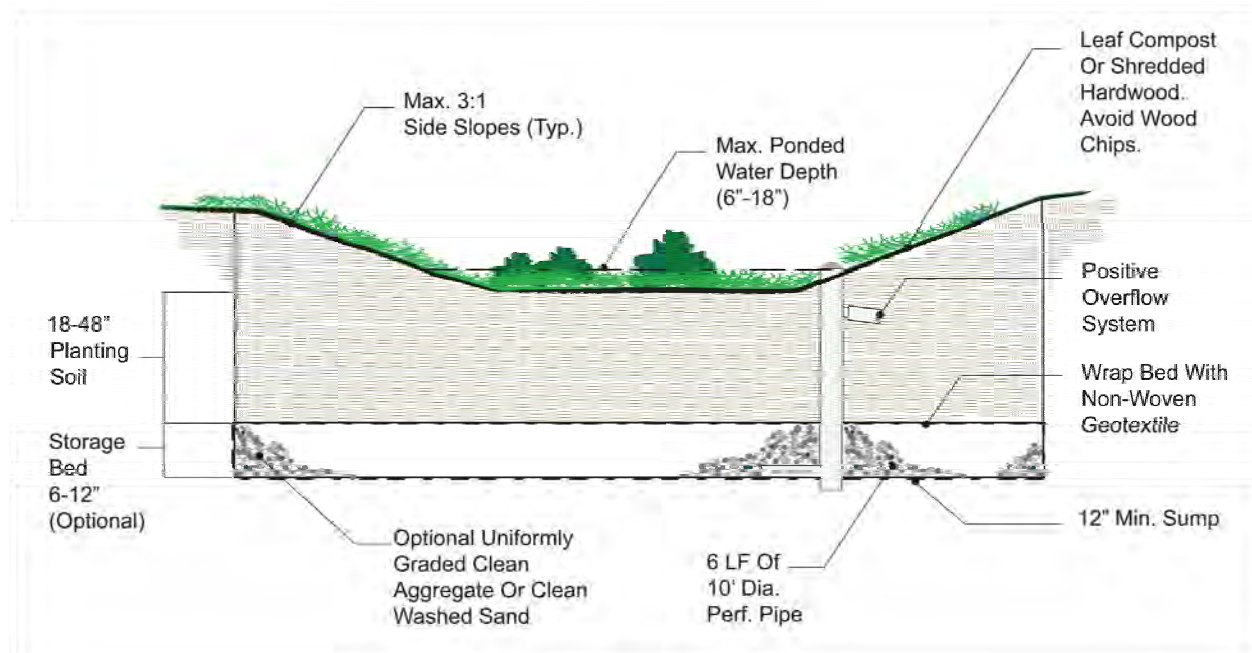 Leaf Compost
Or Shredded
Hardwood.
Avoid Wood
Chips.
Max. 3:1
Side Slopes (Typ.)
Max. Ponded
Water Depth
(6”-18”)
Positive
Overflow
System
18-48”
Planting
Soil
Wrap Bed With
Non-Woven
Geotextile
Storage
Bed
6-12”
(Optional)
12” Min. Sump
Optional Uniformly
Graded Clean
Aggregate Or Clean
Washed Sand
6 LF Of
10’ Dia.
Perf. Pipe